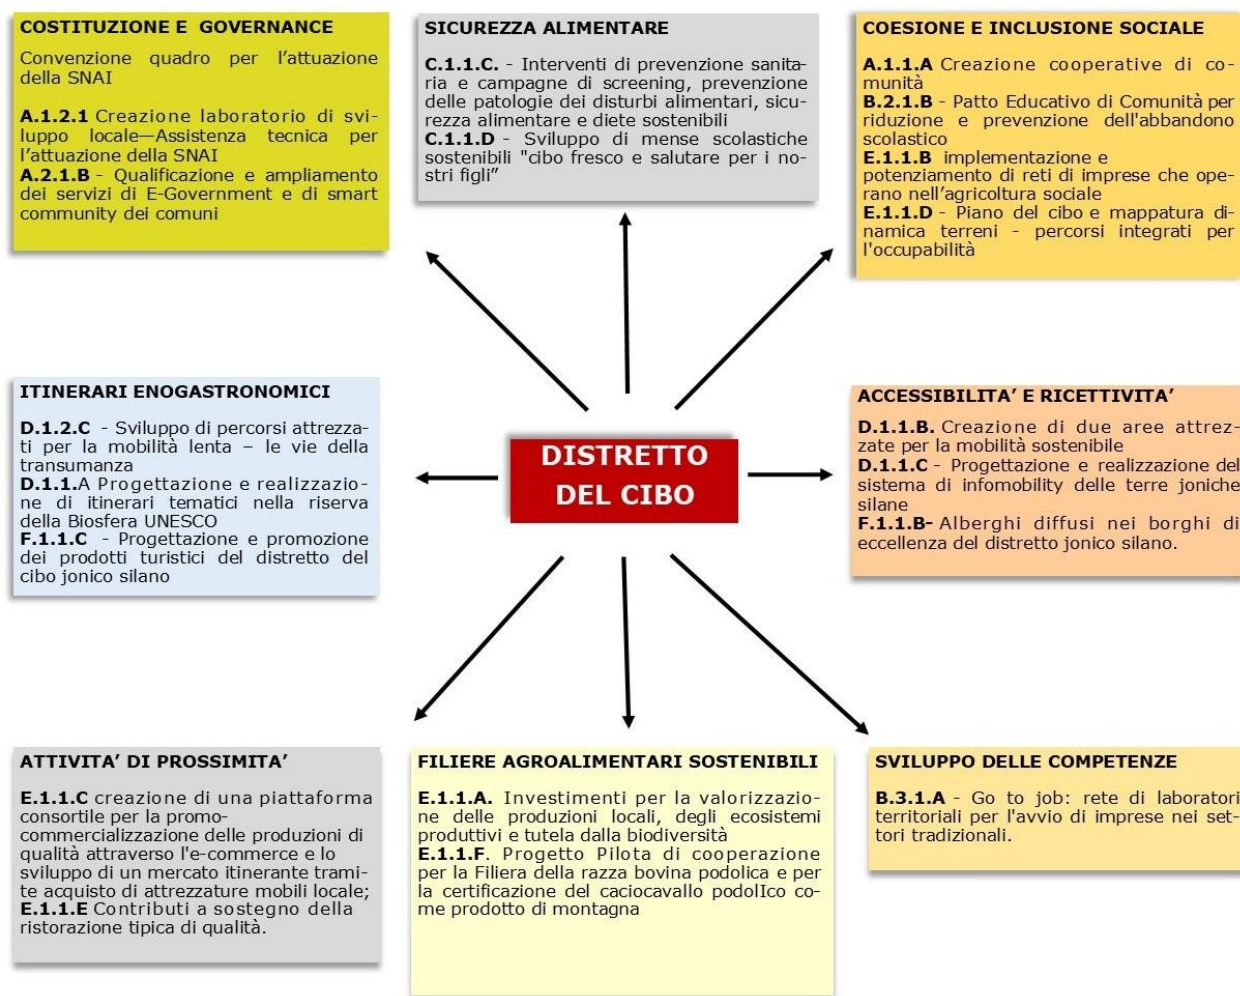 COSTITUZIONE E GOVERNANCE
Convenzione quadro per l’attuazione
della SNAI
A.1.2.1 Creazione laboratorio di svi-
luppo locale—Assistenza tecnica per
l’attuazione della SNAI
A.2.1.B - Qualificazione e ampliamento
dei servizi di E-Government e di smart
community dei comuni
SICUREZZA ALIMENTARE
C.1.1.C. - Interventi di prevenzione sanita-
ria e campagne di screening, prevenzione
delle patologie dei disturbi alimentari, sicu-
rezza alimentare e diete sostenibili
C.1.1.D - Sviluppo di mense scolastiche
sostenibili "cibo fresco e salutare per i no-
stri figli”
COESIONE E INCLUSIONE SOCIALE
A.1.1.A Creazione cooperative di co-
munità
B.2.1.B - Patto Educativo di Comunità per
riduzione e prevenzione dell'abbandono
scolastico
E.1.1.B implementazione e
potenziamento di reti di imprese che ope-
rano nell’agricoltura sociale
E.1.1.D - Piano del cibo e mappatura di-
namica terreni - percorsi integrati per
l'occupabilità
ITINERARI ENOGASTRONOMICI
D.1.2.C - Sviluppo di percorsi attrezza-
ti per la mobilità lenta – le vie della
transumanza
D.1.1.A Progettazione e realizzazio-
ne di itinerari tematici nella riserva
della Biosfera UNESCO
F.1.1.C - Progettazione e promozione
dei prodotti turistici del distretto del
cibo jonico silano
DISTRETTO
DEL CIBO
ACCESSIBILITA’ E RICETTIVITA’
D.1.1.B. Creazione di due aree attrez-
zate per la mobilità sostenibile
D.1.1.C - Progettazione e realizzazione del
sistema di infomobility delle terre joniche
silane
F.1.1.B- Alberghi diffusi nei borghi di
eccellenza del distretto jonico silano.
ATTIVITA’ DI PROSSIMITA’
E.1.1.C creazione di una piattaforma
consortile per la promo-
commercializzazione delle produzioni di
qualità attraverso l'e-commerce e lo
sviluppo di un mercato itinerante trami-
te acquisto di attrezzature mobili locale;
E.1.1.E Contributi a sostegno della
ristorazione tipica di qualità.
FILIERE AGROALIMENTARI SOSTENIBILI
E.1.1.A. Investimenti per la valorizzazio-
ne delle produzioni locali, degli ecosistemi
produttivi e tutela dalla biodiversità
E.1.1.F. Progetto Pilota di cooperazione
per la Filiera della razza bovina podolica e per
la certificazione del caciocavallo podolIco co-
me prodotto di montagna
SVILUPPO DELLE COMPETENZE
B.3.1.A - Go to job: rete di laboratori
territoriali per l'avvio di imprese nei set-
tori tradizionali.